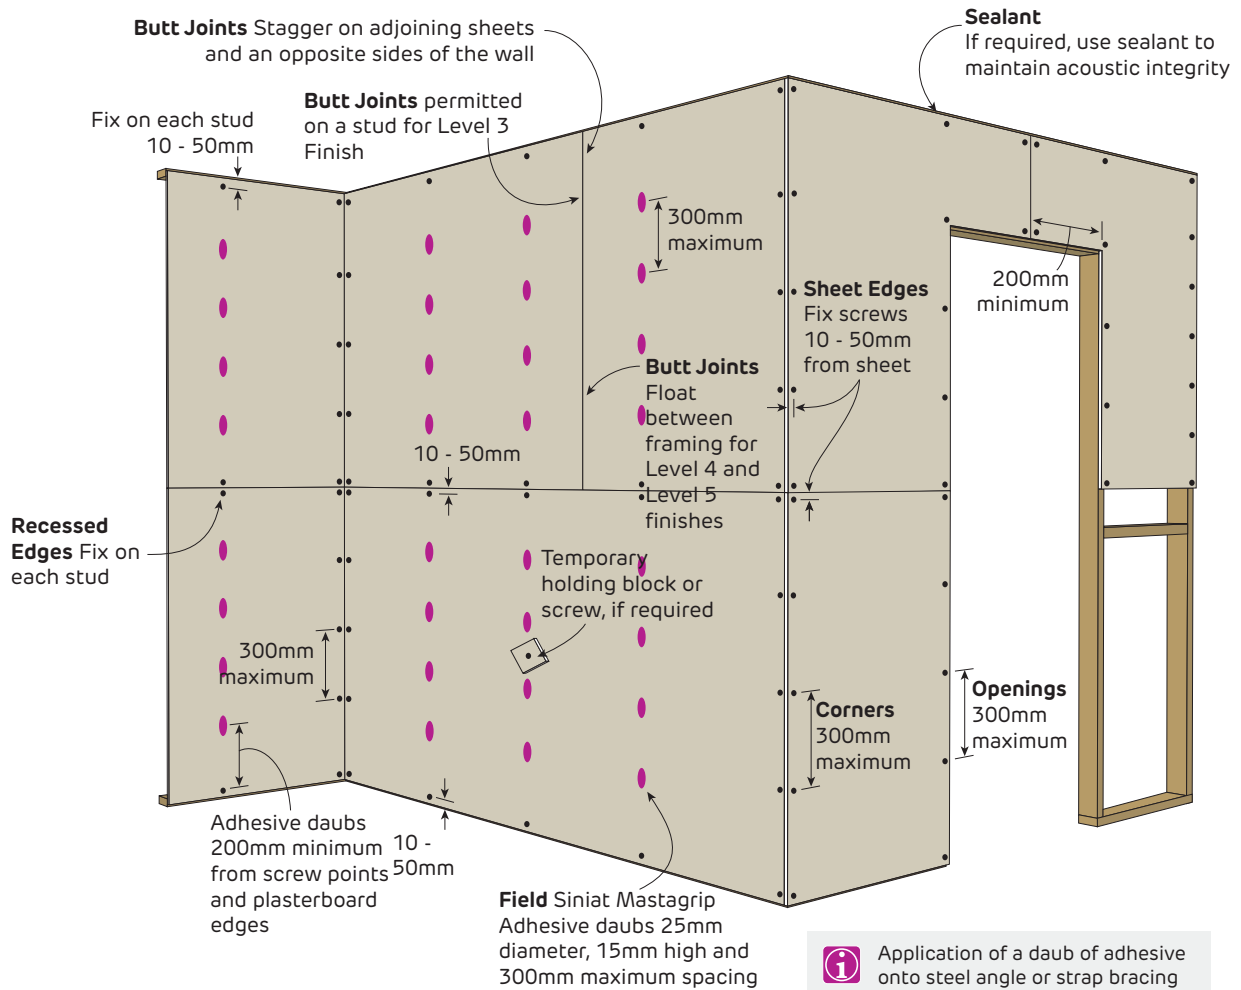 Butt Joints Stagger on adjoining sheets
and an opposite sides of the wall
Sealant
If required, use sealant to
maintain acoustic integrity
Butt Joints permitted
on a stud for Level 3
Finish
Fix on each stud
10 - 50mm
300mm
maximum
200mm
minimum
Sheet Edges
Fix screws
10 - 50mm
from sheet
Butt Joints
Float
between
framing for
Level 4 and
Level 5
finishes
10 - 50mm
Recessed
Edges Fix on
each stud
Temporary
holding block or
screw, if required
300mm
maximum
Corners
300mm
maximum
Openings
300mm
maximum
Adhesive daubs
200mm minimum
from screw points
and plasterboard
edges
10 -
50mm
Field Siniat Mastagrip
Adhesive daubs 25mm
diameter, 15mm high and
300mm maximum spacing
i
Application of a daub of adhesive
onto steel angle or strap bracing